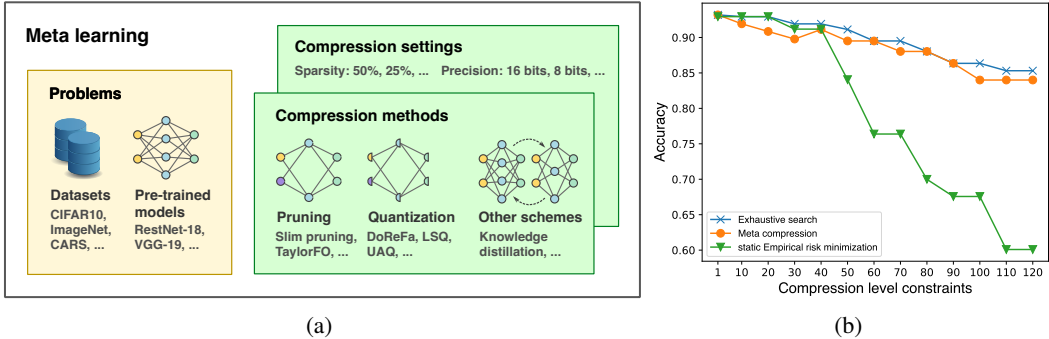 Meta learning
Problems
Datasets
CIFAR10,
ImageNet,
CARS, ...
Pre-trained
models
RestNet-18,
VGG-19, ...
Compression settings
Sparsity: 50%, 25%, ... Precision: 16 bits, 8 bits, ...
Compression methods
Pruning
Slim pruning,
TaylorFO, ...
Quantization
DoReFa, LSQ,
UAQ, ...
Other schemes
Knowledge
distillation, ...
(a)
Accuracy
0.90
0.85
0.80
0.75
0.70
0.65
0.60
Exhaustive search
Meta compression
static Empirical risk minimization
1 10 20 30 40 50 60 70 80 90 100 110 120
Compression level constraints
(b)